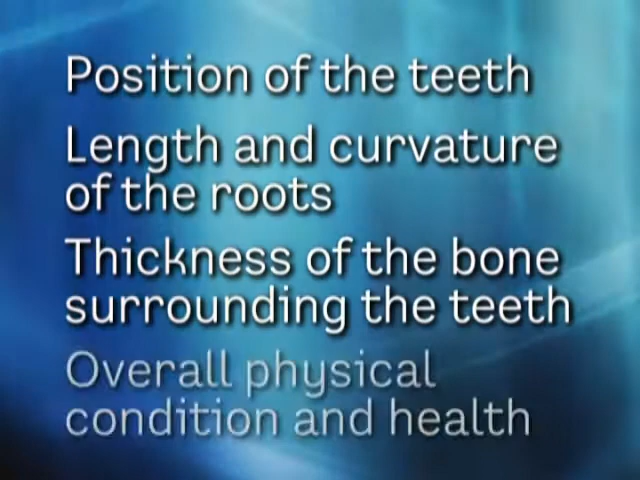 Position of the teeth
Length and curvature
of the roots
Thickness of the bone
surrounding the teeth
Overall physical
condition and health